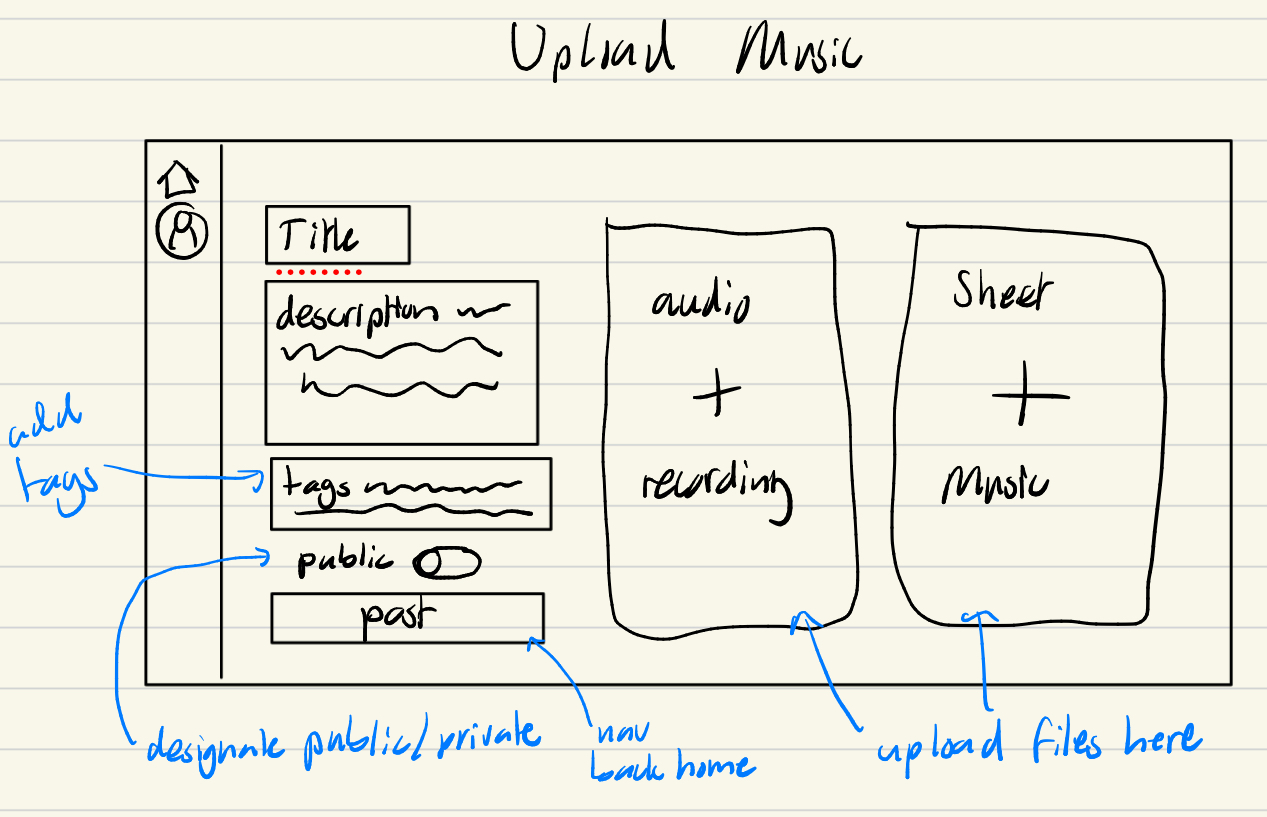 Upload Music
Title
description
add
tags
tags
public
post
audio
+
recording
Sheet
+
Music
designate public/private
nav
back home
upload files here